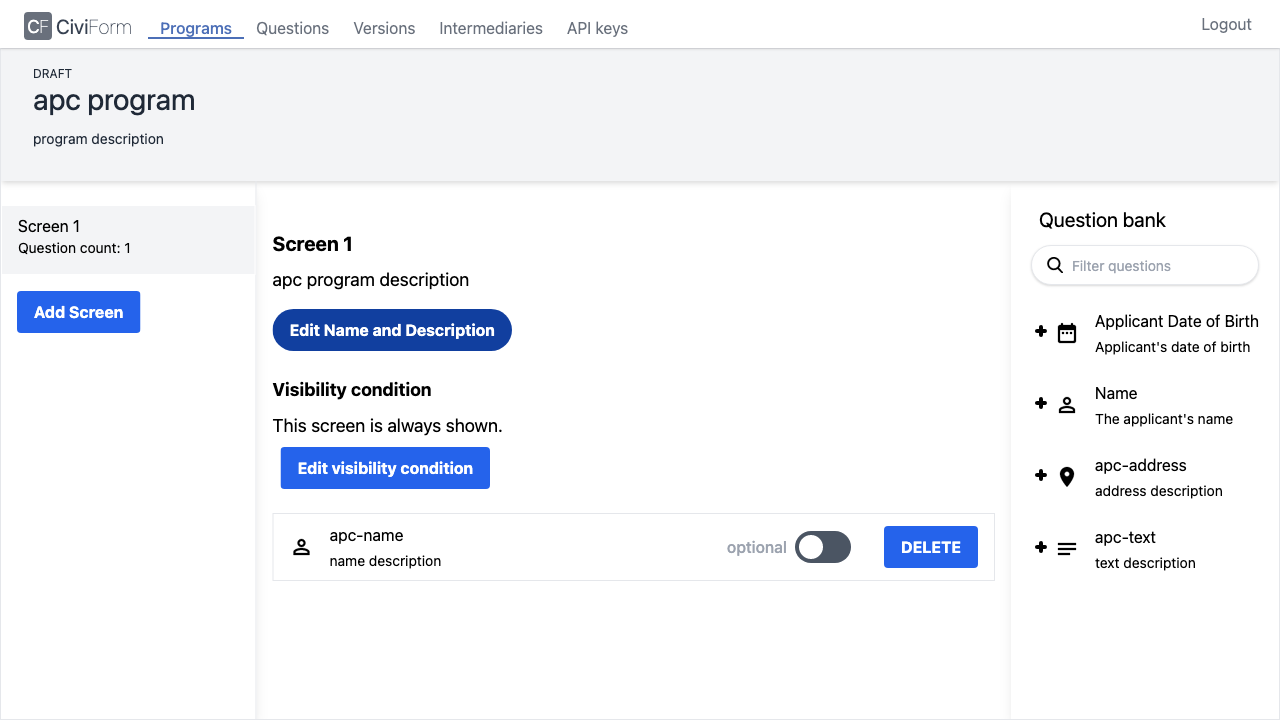 CF CiviForm
Programs Questions Versions Intermediaries API keys
Logout
DRAFT
apc program
program description
Screen 1
Question count: 1
Add Screen
Screen 1
apc program description
Edit Name and Description
Visibility condition
This screen is always shown.
Edit visibility condition
apc-name
name description
optional
DELETE
Question bank
Filter questions
Applicant Date of Birth
Applicant's date of birth
Name
The applicant's name
apc-address
address description
apc-text
text description